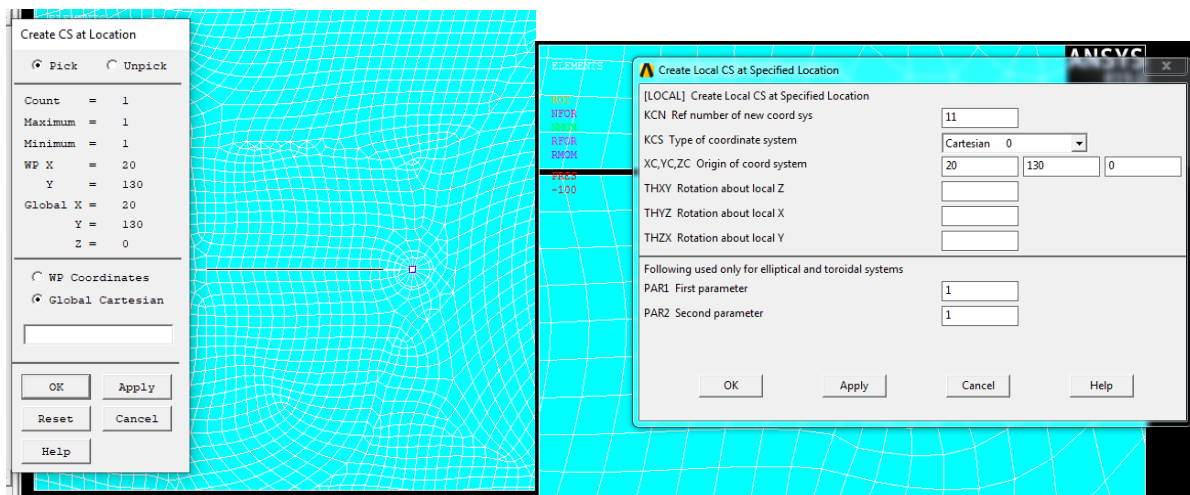 Create CS at Location
Pick Unpick
Count = 1
Maximum = 1
Minimum = 1
WP X = 20
Y = 130
Global X = 20
Y = 130
Z = 0
WP Coordinates
Global Cartesian
OK Apply
Reset Cancel
Help
ELEMENTS
ROT
NFOR
NMOM
RFOR
RMOM
PRES
-100
ANSYS
Create Local CS at Specified Location
[LOCAL] Create Local CS at Specified Location
KCN Ref number of new coord sys 11
KCS Type of coordinate system Cartesian 0
XC,YC,ZC Origin of coord system 20 130 0
THXY Rotation about local Z
THYZ Rotation about local X
THZX Rotation about local Y
Following used only for elliptical and toroidal systems
PAR1 First parameter 1
PAR2 Second parameter 1
OK Apply Cancel Help